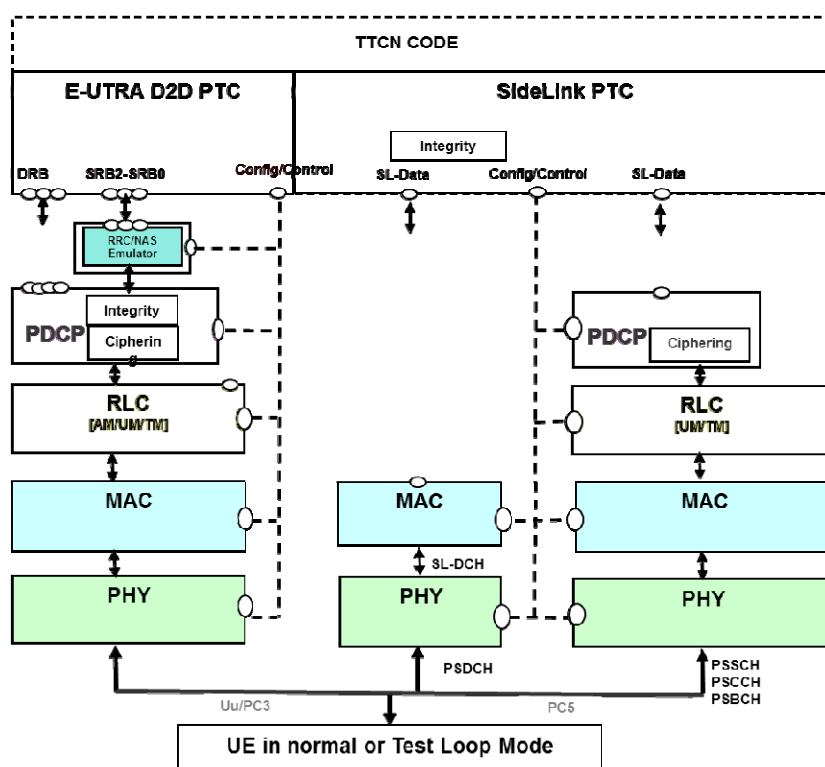 TTCN CODE
E-UTRA D2D PTC
SideLink PTC
Integrity
DRB
SRB2-SRB0
Config/Control
SL-Data
Config/Control
SL-Data
RRC/NAS
Emulator
PDCP
Integrity
Cipherin
g
PDCP
Ciphering
RLC
[AM/UM/TM]
RLC
[UM/TM]
MAC
MAC
MAC
SL-DCH
PHY
PHY
PHY
PSDCH
PSSCH
PSCCH
PSBCH
Uu/PC3
PC5
UE in normal or Test Loop Mode